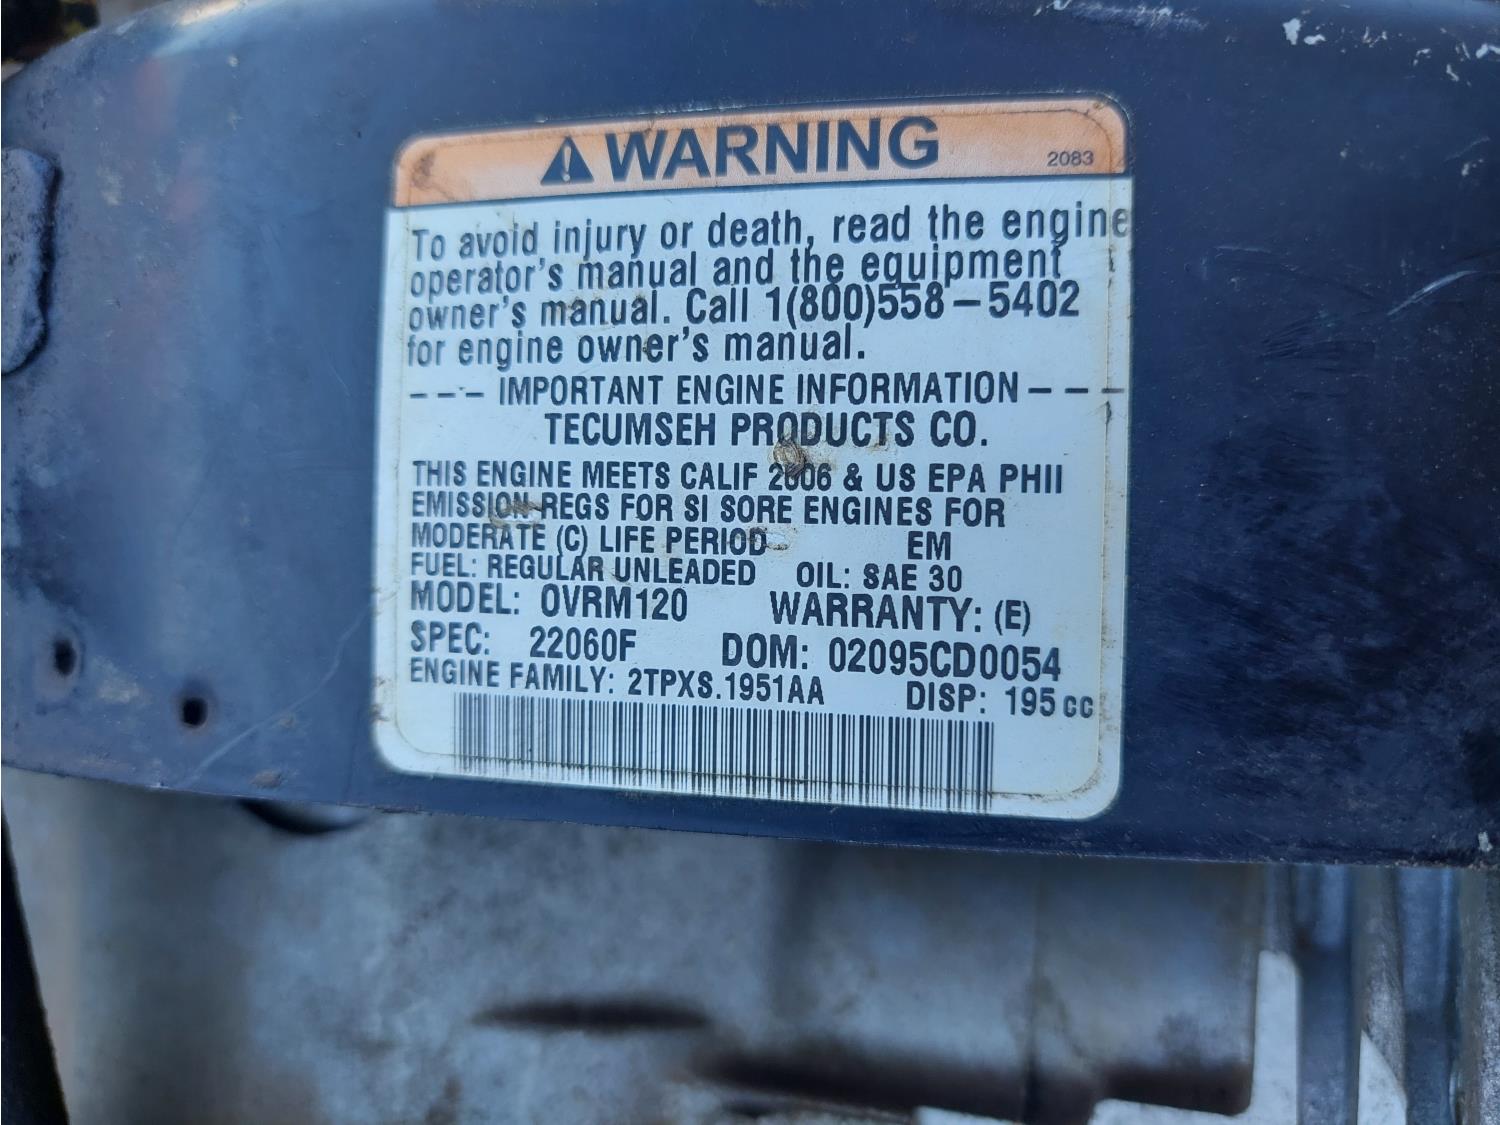 WARNING
2083
To avoid injury or death, read the engine
operator's manual and the equipment
owner's manual. Call 1(800)558-5402
for engine owner's manual.
--- IMPORTANT ENGINE INFORMATION ---
TECUMSEH PRODUCTS CO.
THIS ENGINE MEETS CALIF 2006 & US EPA PHII
EMISSION REGS FOR SI SORE ENGINES FOR
MODERATE (C) LIFE PERIOD EM
FUEL: REGULAR UNLEADED OIL: SAE 30
MODEL: OVRM120 WARRANTY: (E)
SPEC: 22060F DOM: 02095CD0054
ENGINE FAMILY: 2TPXS.1951AA DISP: 195 cc